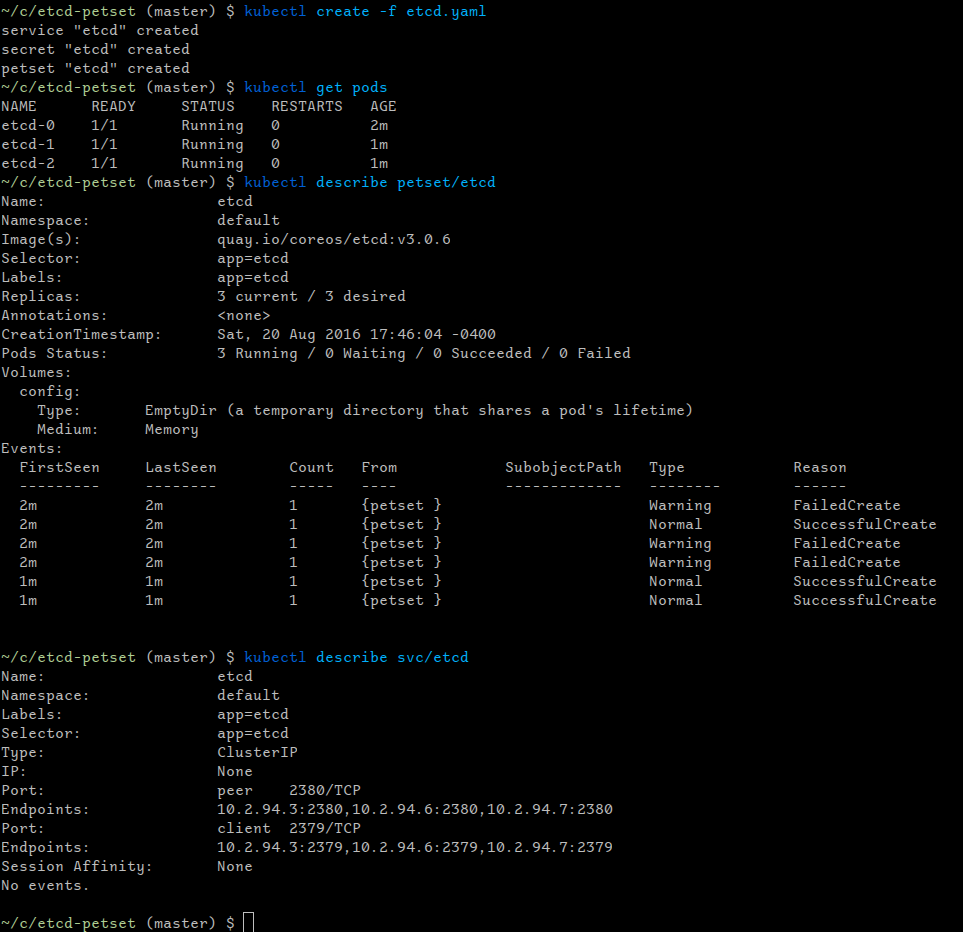 ~/c/etcd-petset (master) $ kubectl create -f etcd.yaml
service "etcd" created
secret "etcd" created
petset "etcd" created
~/c/etcd-petset (master) $ kubectl get pods
NAME      READY     STATUS    RESTARTS   AGE
etcd-0    1/1       Running   0          2m
etcd-1    1/1       Running   0          1m
etcd-2    1/1       Running   0          1m
~/c/etcd-petset (master) $ kubectl describe petset/etcd
Name:                   etcd
Namespace:              default
Image(s):               quay.io/coreos/etcd:v3.0.6
Selector:               app=etcd
Labels:                 app=etcd
Replicas:               3 current / 3 desired
Annotations:            <none>
CreationTimestamp:      Sat, 20 Aug 2016 17:46:04 -0400
Pods Status:            3 Running / 0 Waiting / 0 Succeeded / 0 Failed
Volumes:
  config:
    Type:       EmptyDir (a temporary directory that shares a pod's lifetime)
    Medium:     Memory
Events:
  FirstSeen     LastSeen        Count   From            SubobjectPath   Type            Reason
  ---------     --------        -----   ----            -------------   --------        ------
  2m            2m              1       {petset }                       Warning         FailedCreate
  2m            2m              1       {petset }                       Normal          SuccessfulCreate
  2m            2m              1       {petset }                       Warning         FailedCreate
  2m            2m              1       {petset }                       Warning         FailedCreate
  1m            1m              1       {petset }                       Normal          SuccessfulCreate
  1m            1m              1       {petset }                       Normal          SuccessfulCreate
~/c/etcd-petset (master) $ kubectl describe svc/etcd
Name:                   etcd
Namespace:              default
Labels:                 app=etcd
Selector:               app=etcd
Type:                   ClusterIP
IP:                     None
Port:                   peer    2380/TCP
Endpoints:              10.2.94.3:2380,10.2.94.6:2380,10.2.94.7:2380
Port:                   client  2379/TCP
Endpoints:              10.2.94.3:2379,10.2.94.6:2379,10.2.94.7:2379
Session Affinity:       None
No events.
~/c/etcd-petset (master) $